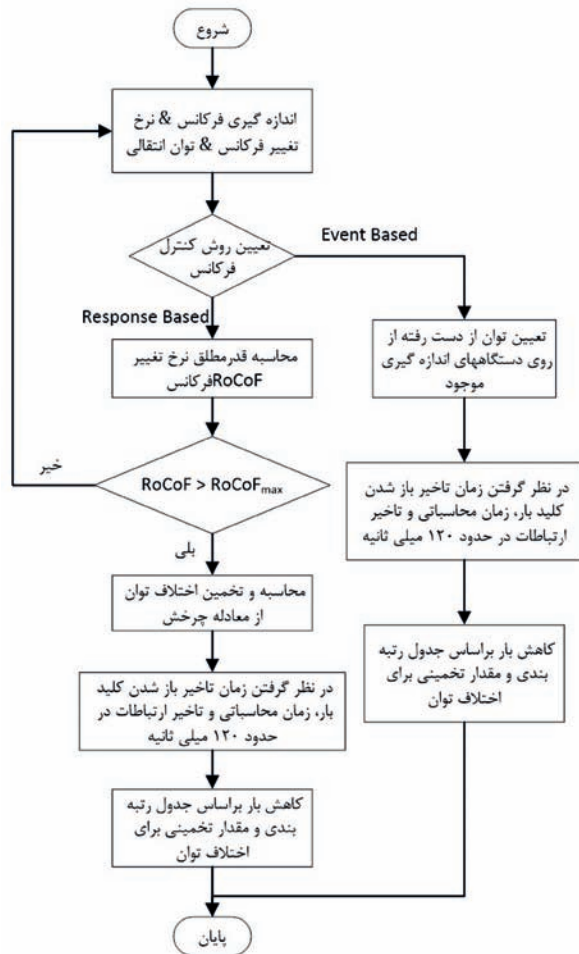 شروع
اندازه گیری فرکانس & نرخ
تغییر فرکانس & توان انتقالی
تعیین روش کنترل
فرکانس
Event Based
Response Based
تعیین توان از دست رفته از
روی دستگاههای اندازه گیری
موجود
محاسبه قدرمطلق نرخ تغییر
فرکانسRoCoF
خیر
RoCoF > RoCoFmax
بلی
در نظر گرفتن زمان تاخیر باز شدن
کلید بار، زمان محاسباتی و تاخیر
ارتباطات در حدود ۱۲۰ میلی ثانیه
محاسبه و تخمین اختلاف توان
از معادله چرخش
کاهش بار براساس جدول رتبه
بندی و مقدار تخمینی برای
اختلاف توان
در نظر گرفتن زمان تاخیر باز شدن کلید
بار، زمان محاسباتی و تاخیر ارتباطات در
حدود ۱۲۰ میلی ثانیه
کاهش بار براساس جدول رتبه
بندی و مقدار تخمینی برای
اختلاف توان
پایان